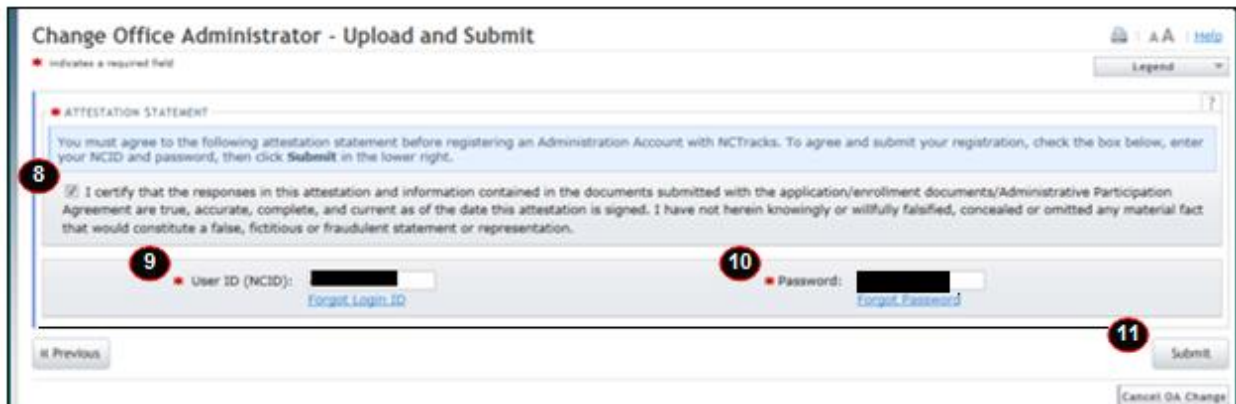 Change Office Administrator - Upload and Submit
AA Help
* indicates a required field
Legend
* ATTESTATION STATEMENT
?
You must agree to the following attestation statement before registering an Administration Account with NCTracks. To agree and submit your registration, check the box below, enter
your NCID and password, then click Submit in the lower right.
8
I certify that the responses in this attestation and information contained in the documents submitted with the application/enrollment documents/Administrative Participation
Agreement are true, accurate, complete, and current as of the date this attestation is signed. I have not herein knowingly or willfully falsified, concealed or omitted any material fact
that would constitute a false, fictitious or fraudulent statement or representation.
9
* User ID (NCID):
Forgot Login ID
10
* Password:
Forgot Password
11
« Previous
Submit
Cancel OA Change